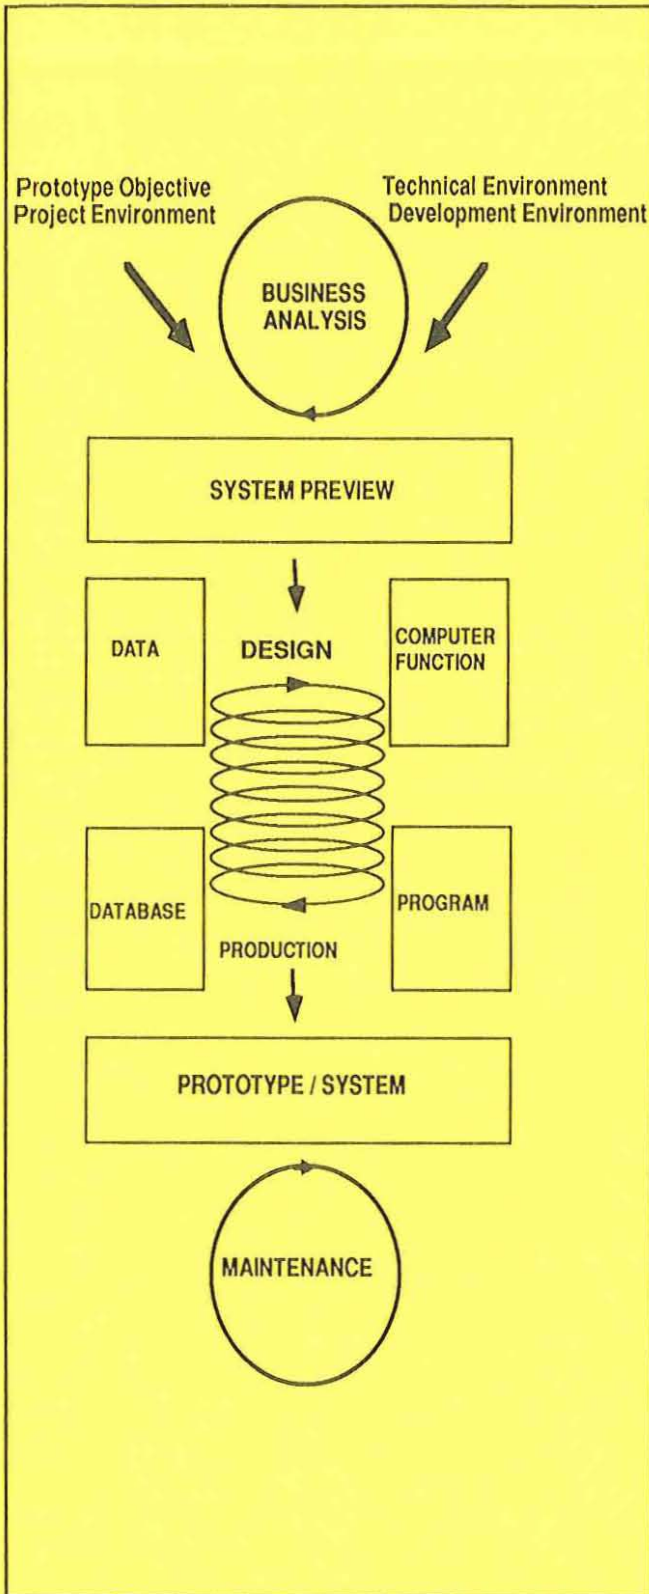 Prototype Objective
Project Environment
Technical Environment
Development Environment
BUSINESS
ANALYSIS
SYSTEM PREVIEW
DATA
DESIGN
COMPUTER
FUNCTION
DATABASE
PROGRAM
PRODUCTION
PROTOTYPE / SYSTEM
MAINTENANCE